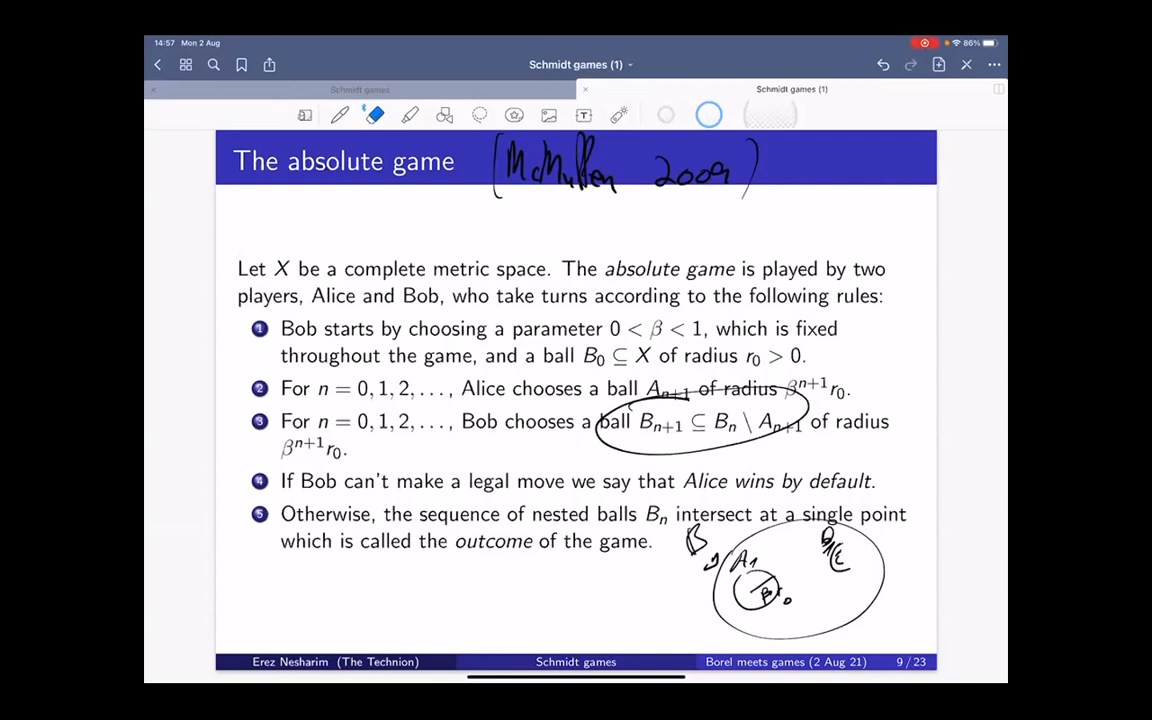 14:57 Mon 2 Aug
86%
Schmidt games (1)
Schmidt games
Schmidt games (1)
The absolute game (McMullen 2009)
Let X be a complete metric space. The absolute game is played by two
players, Alice and Bob, who take turns according to the following rules:
1 Bob starts by choosing a parameter 0 < β < 1, which is fixed
throughout the game, and a ball B₀ ⊆ X of radius r₀ > 0.
2 For n = 0, 1, 2, . . . , Alice chooses a ball Aₙ₊₁ of radius βⁿ⁺¹r₀.
3 For n = 0, 1, 2, . . . , Bob chooses a ball Bₙ₊₁ ⊆ Bₙ \ Aₙ₊₁ of radius
βⁿ⁺¹r₀.
4 If Bob can't make a legal move we say that Alice wins by default.
5 Otherwise, the sequence of nested balls Bₙ intersect at a single point
which is called the outcome of the game.
A₁
Erez Nesharim (The Technion)
Schmidt games
Borel meets games (2 Aug 21)
9 / 23